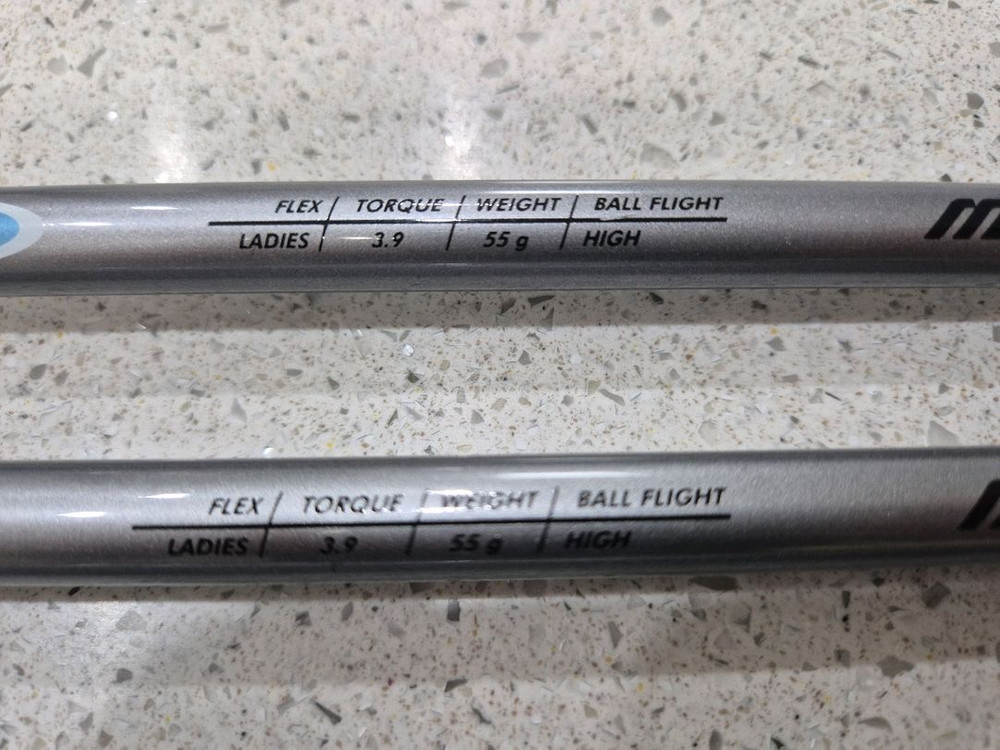 FLEX / TORQUE / WEIGHT / BALL FLIGHT
LADIES / 3.9 / 55 g / HIGH
FLEX / TORQUE / WEIGHT / BALL FLIGHT
LADIES / 3.9 / 55 g / HIGH